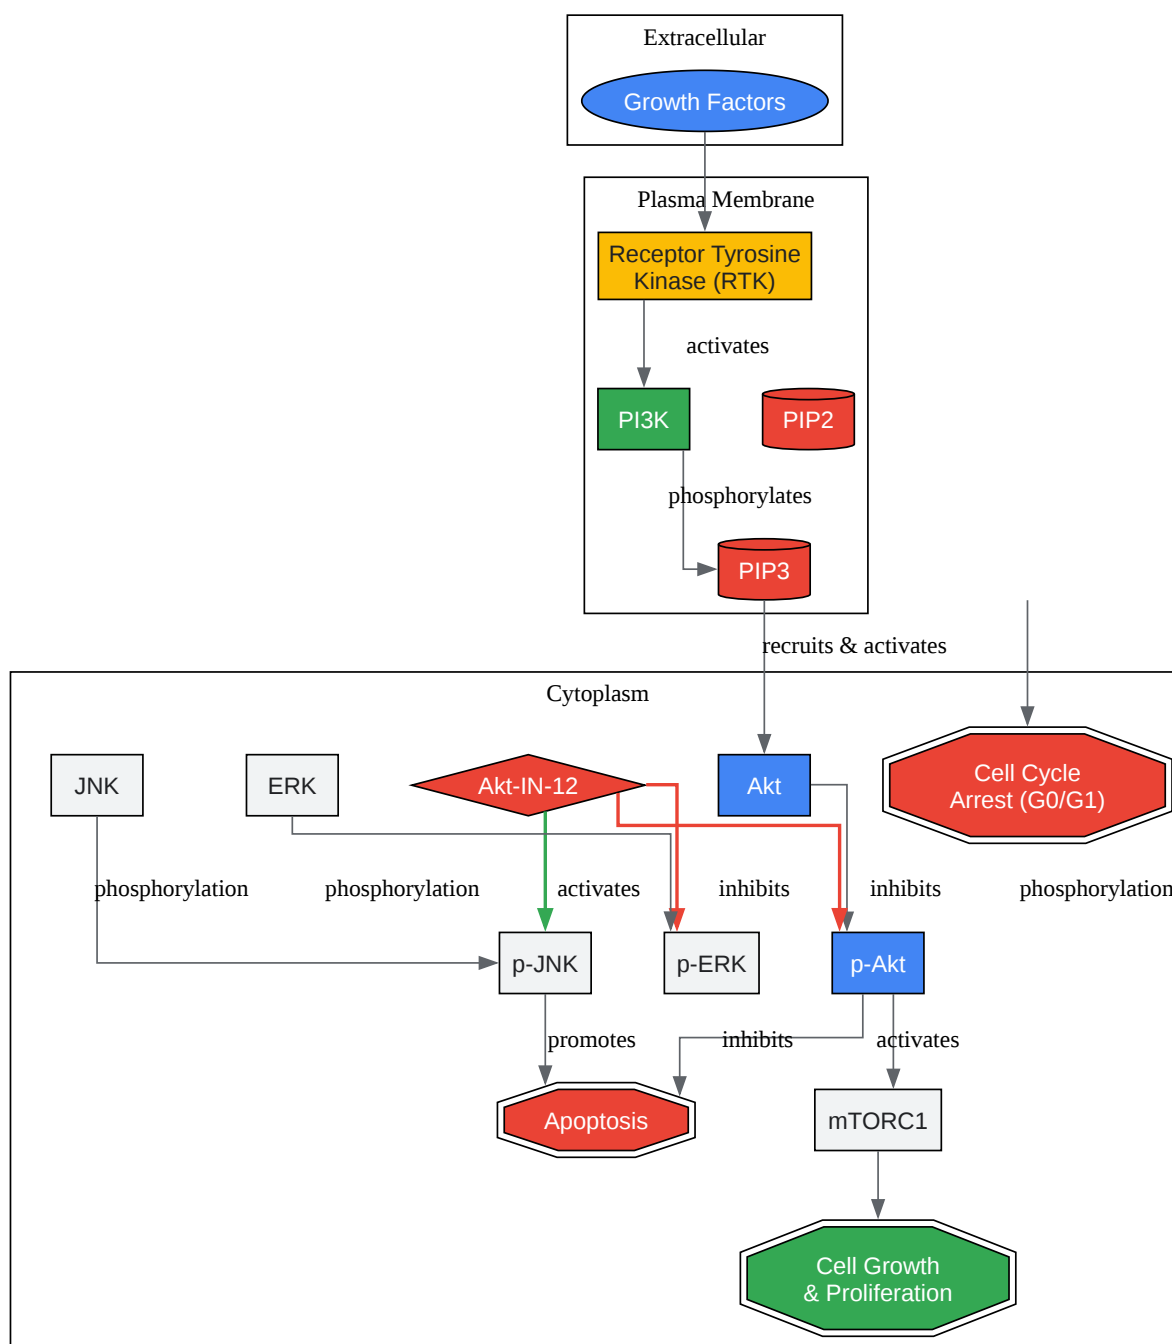 Extracellular
Growth Factors
Plasma Membrane
Receptor Tyrosine
Kinase (RTK)
activates
PI3K
PIP2
phosphorylates
PIP3
recruits & activates
Cytoplasm
JNK
ERK
Akt-IN-12
Akt
Cell Cycle
Arrest (G0/G1)
phosphorylation
phosphorylation
activates
inhibits
inhibits
phosphorylation
p-JNK
p-ERK
p-Akt
promotes
inhibits
activates
Apoptosis
mTORC1
Cell Growth
& Proliferation